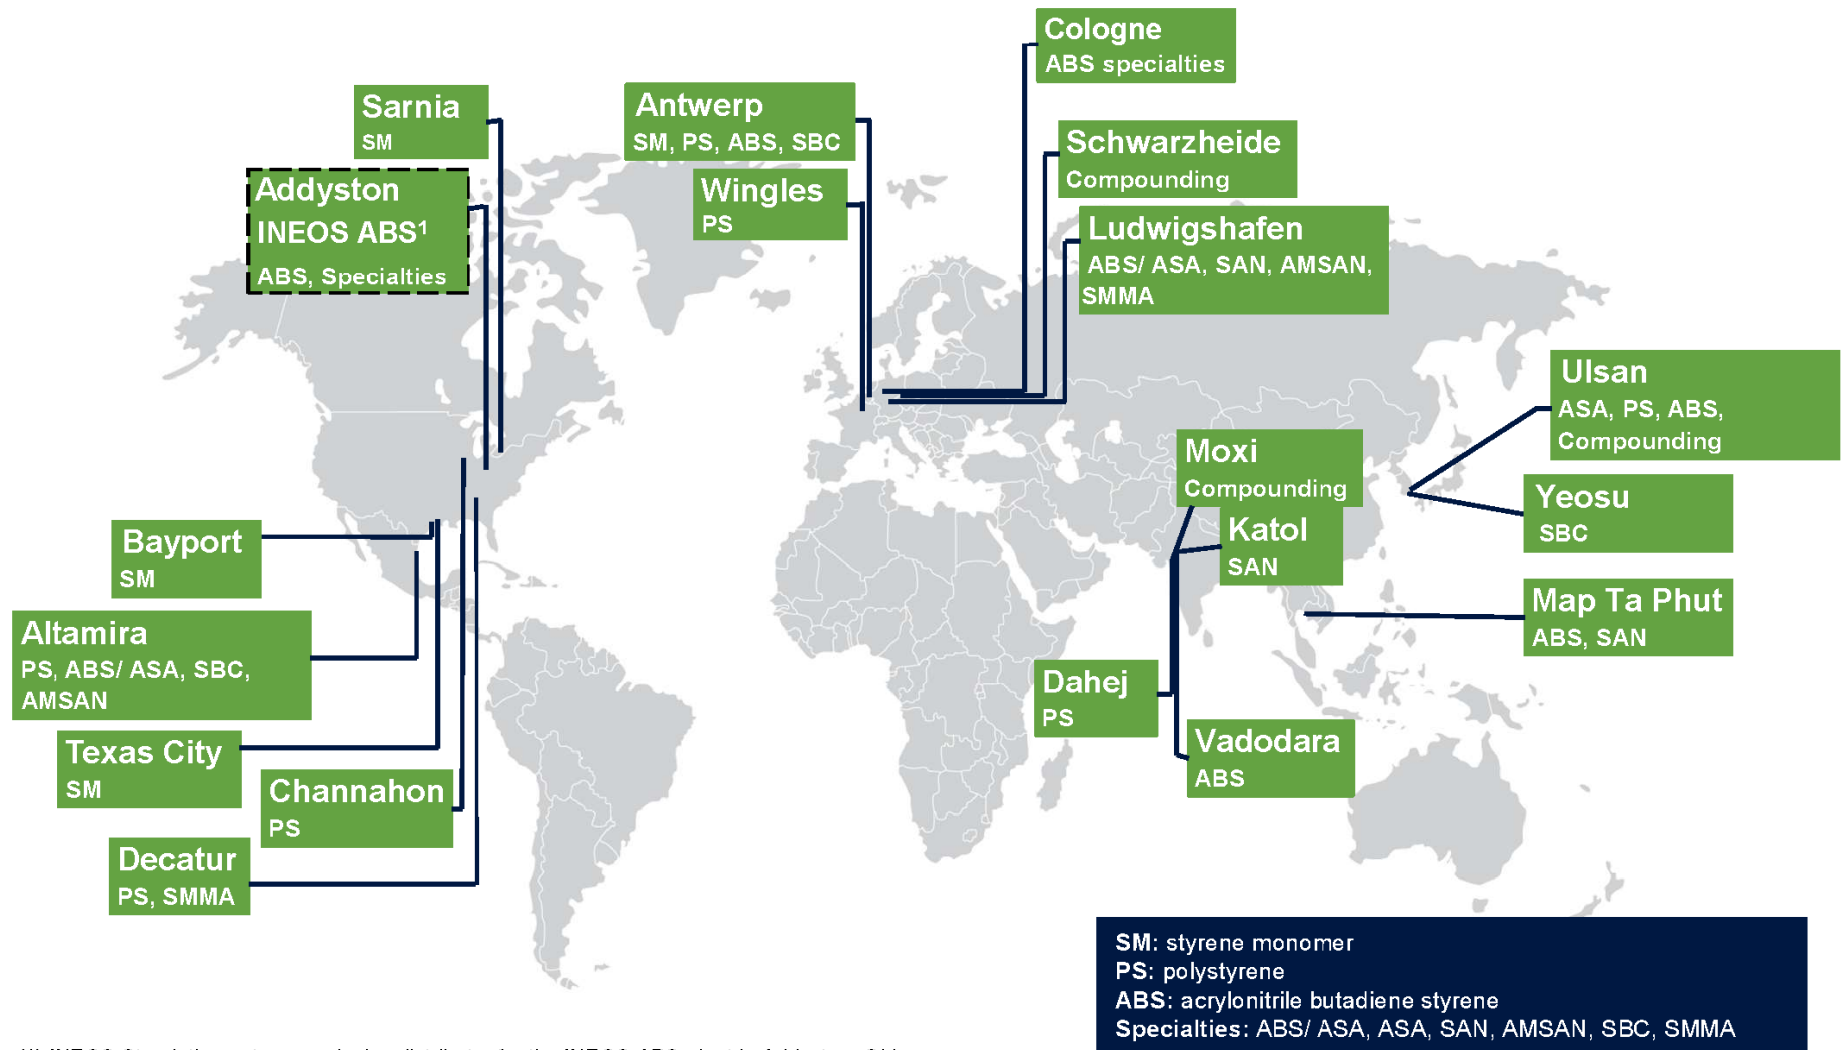 Cologne
ABS specialties
Sarnia
SM
Antwerp
SM, PS, ABS, SBC
Schwarzheide
Compounding
Addyston
INEOS ABS¹
ABS, Specialties
Wingles
PS
Ludwigshafen
ABS/ ASA, SAN, AMSAN,
SMMA
Ulsan
ASA, PS, ABS,
Compounding
Moxi
Compounding
Yeosu
SBC
Katol
SAN
Bayport
SM
Map Ta Phut
ABS, SAN
Altamira
PS, ABS/ ASA, SBC,
AMSAN
Dahej
PS
Vadodara
ABS
Texas City
SM
Channahon
PS
Decatur
PS, SMMA
SM: styrene monomer
PS: polystyrene
ABS: acrylonitrile butadiene styrene
Specialties: ABS/ ASA, ASA, SAN, AMSAN, SBC, SMMA